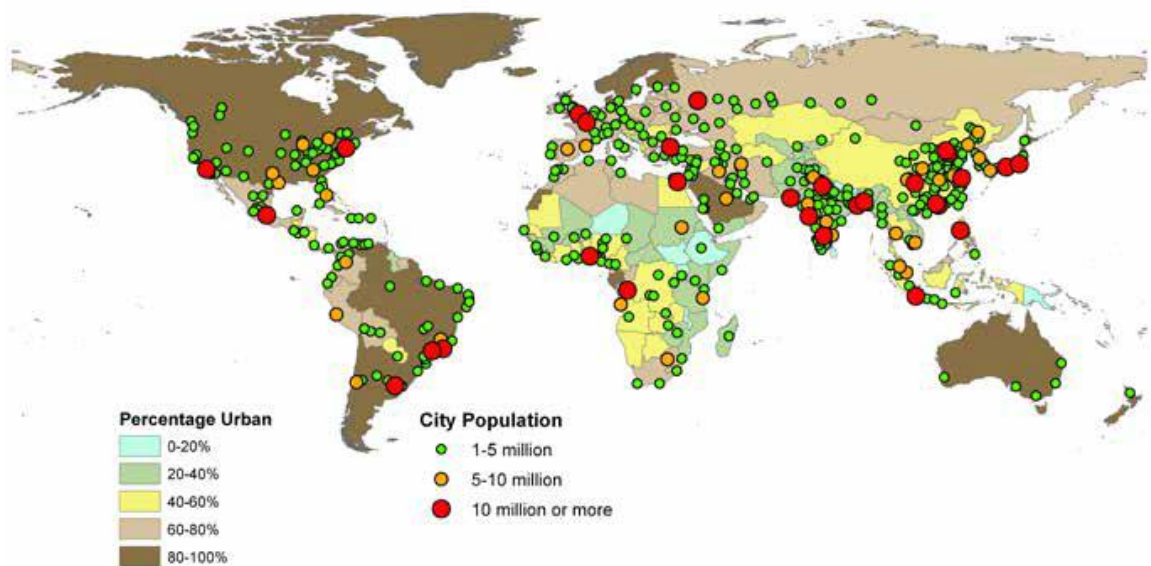 Percentage Urban
0-20%
20-40%
40-60%
60-80%
80-100%
City Population
1-5 million
5-10 million
10 million or more